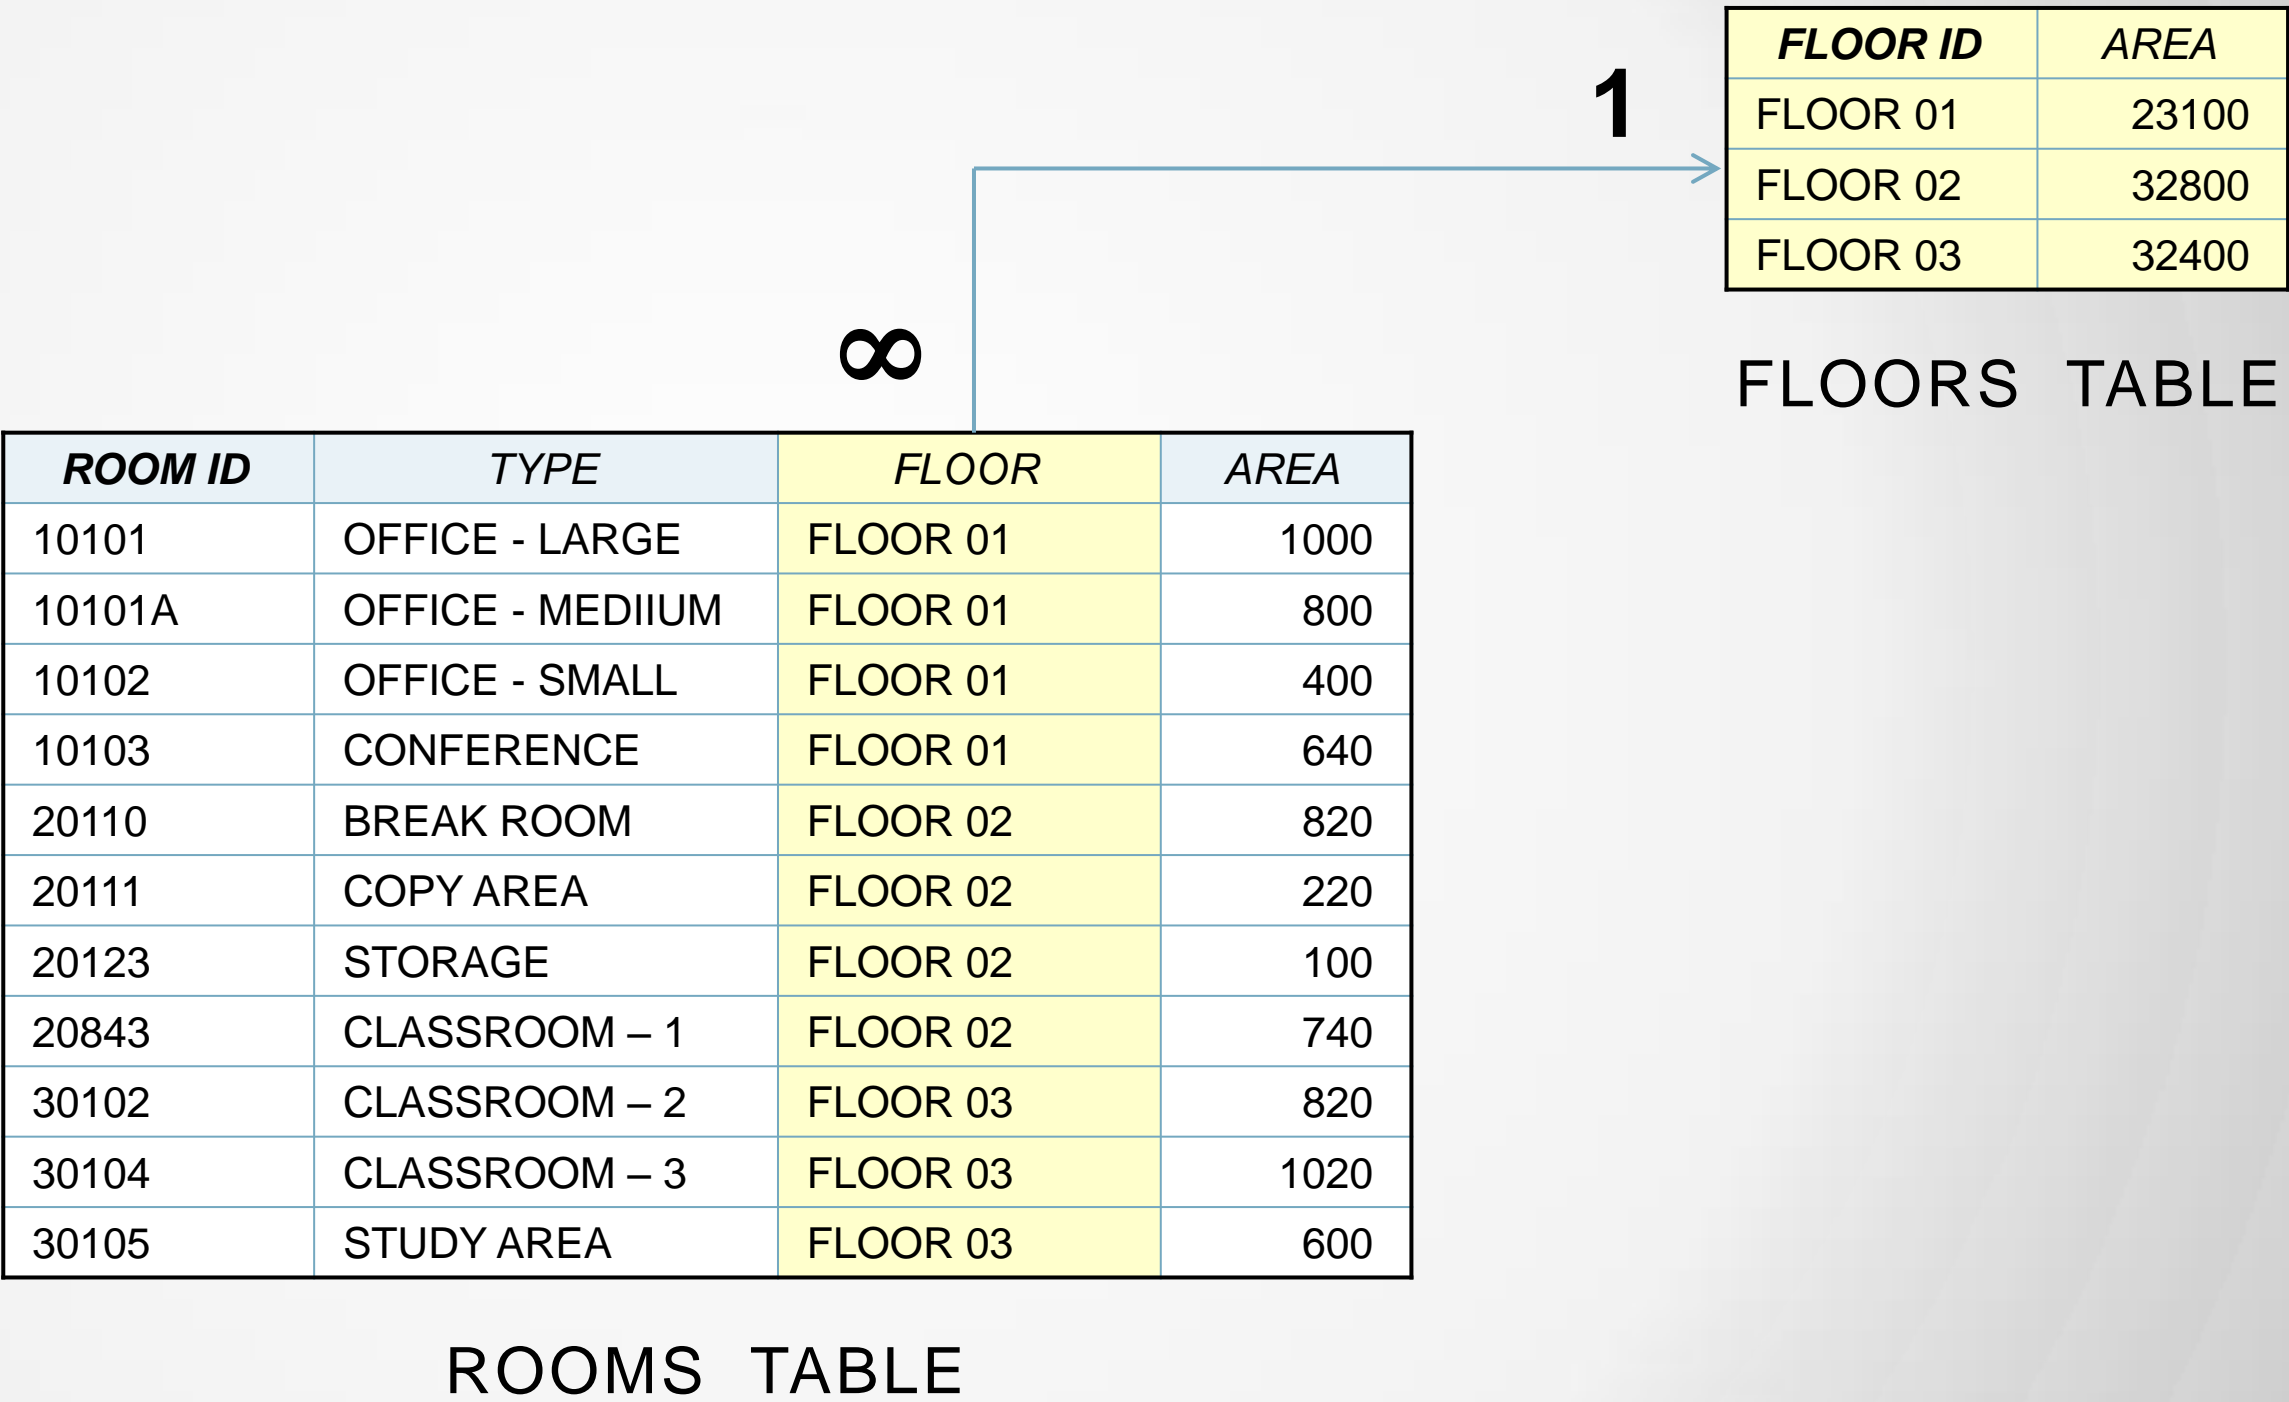 FLOOR ID AREA
FLOOR 01 23100
FLOOR 02 32800
FLOOR 03 32400
FLOORS TABLE
1
∞
ROOM ID TYPE FLOOR AREA
10101 OFFICE - LARGE FLOOR 01 1000
10101A OFFICE - MEDIIUM FLOOR 01 800
10102 OFFICE - SMALL FLOOR 01 400
10103 CONFERENCE FLOOR 01 640
20110 BREAK ROOM FLOOR 02 820
20111 COPY AREA FLOOR 02 220
20123 STORAGE FLOOR 02 100
20843 CLASSROOM – 1 FLOOR 02 740
30102 CLASSROOM – 2 FLOOR 03 820
30104 CLASSROOM – 3 FLOOR 03 1020
30105 STUDY AREA FLOOR 03 600
ROOMS TABLE